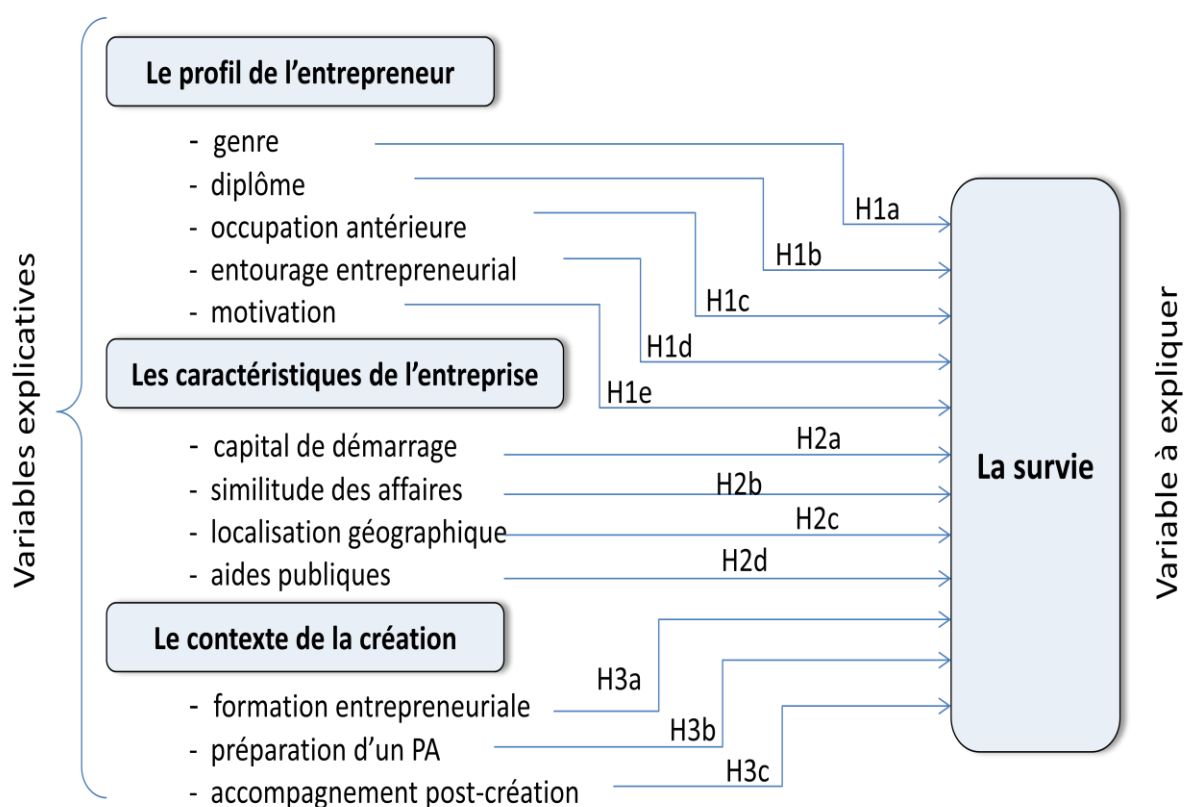 Variables explicatives
Le profil de l’entrepreneur
- genre
- diplôme
- occupation antérieure
- entourage entrepreneurial
- motivation
H1a
H1b
H1c
H1d
H1e
Les caractéristiques de l’entreprise
- capital de démarrage
- similitude des affaires
- localisation géographique
- aides publiques
H2a
H2b
H2c
H2d
Le contexte de la création
- formation entrepreneuriale
- préparation d’un PA
- accompagnement post-création
H3a
H3b
H3c
La survie
Variable à expliquer